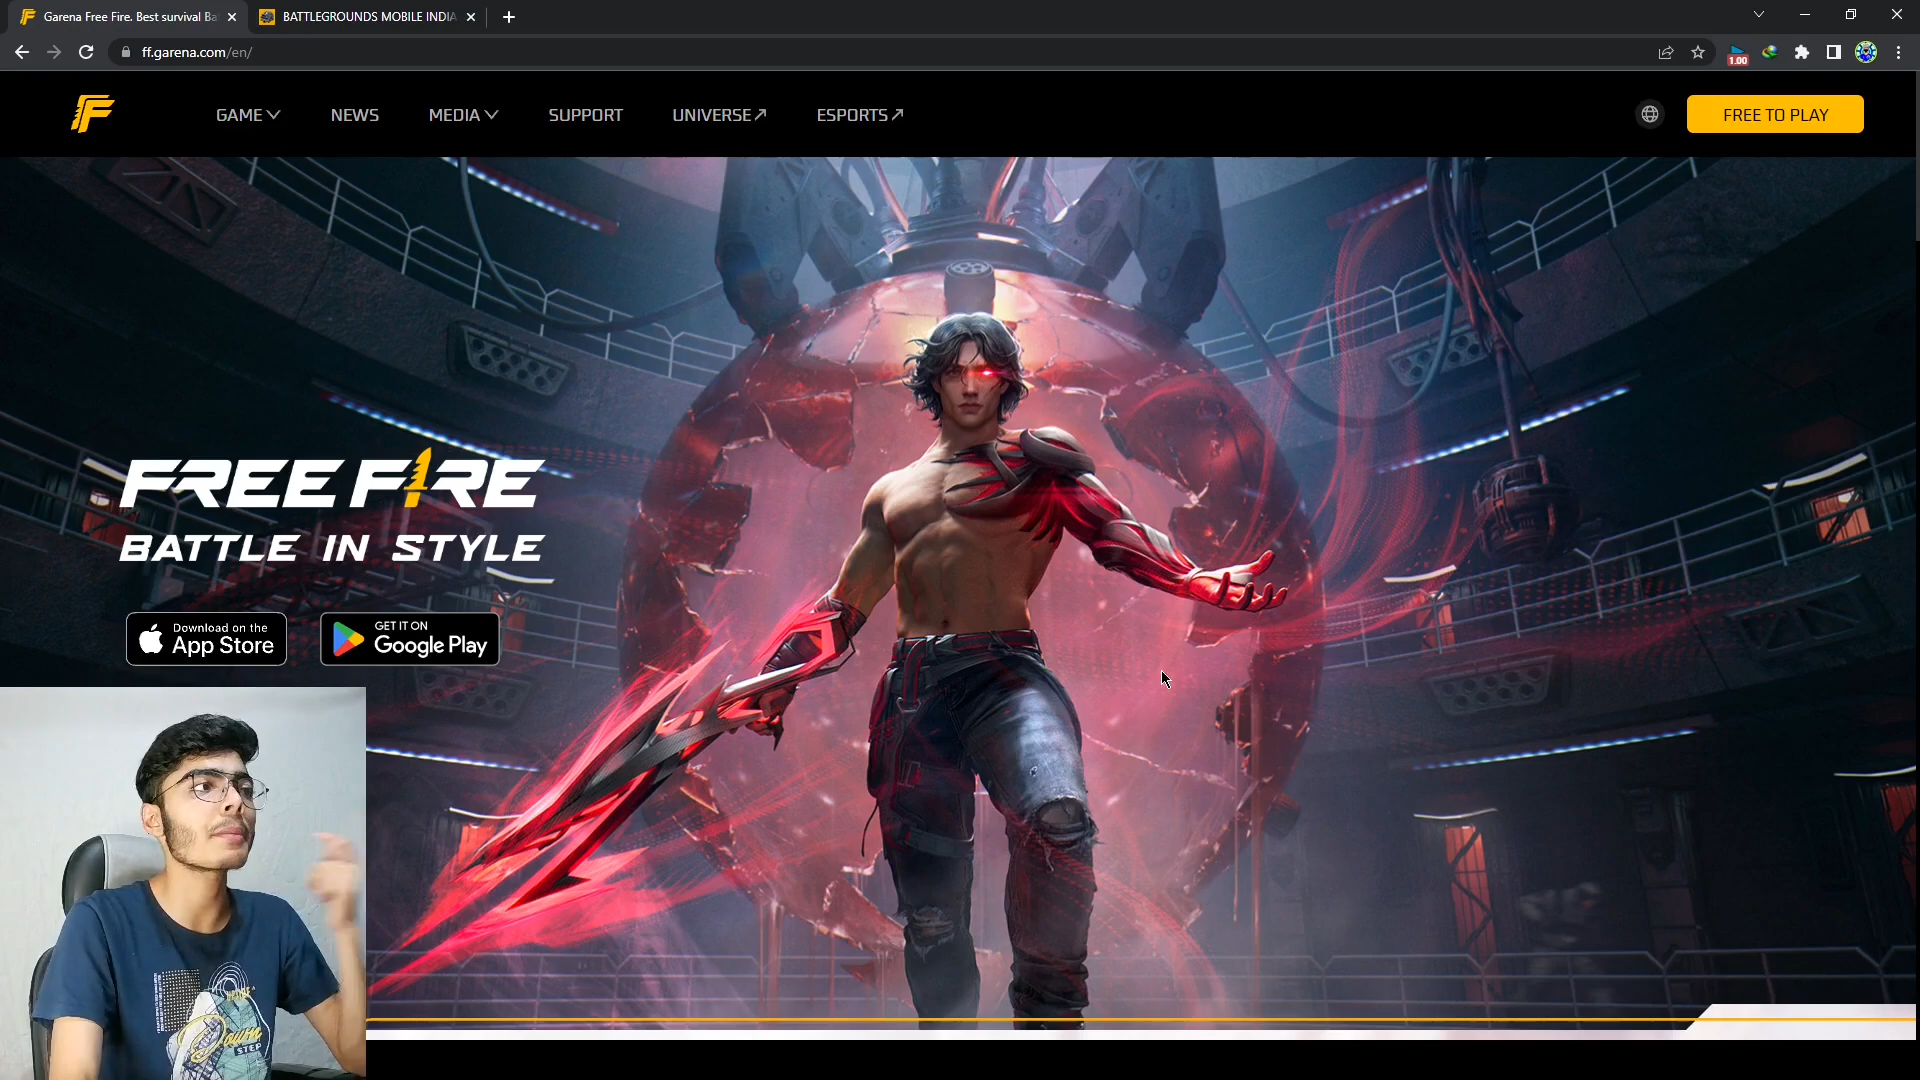 Garena Free Fire. Best survival Ba
BATTLEGROUNDS MOBILE INDIA
ff.garena.com/en/
1.00
GAME
NEWS
MEDIA
SUPPORT
UNIVERSE
ESPORTS
FREE TO PLAY
FREE FIRE
BATTLE IN STYLE
Download on the
App Store
GET IT ON
Google Play
Down
STEP